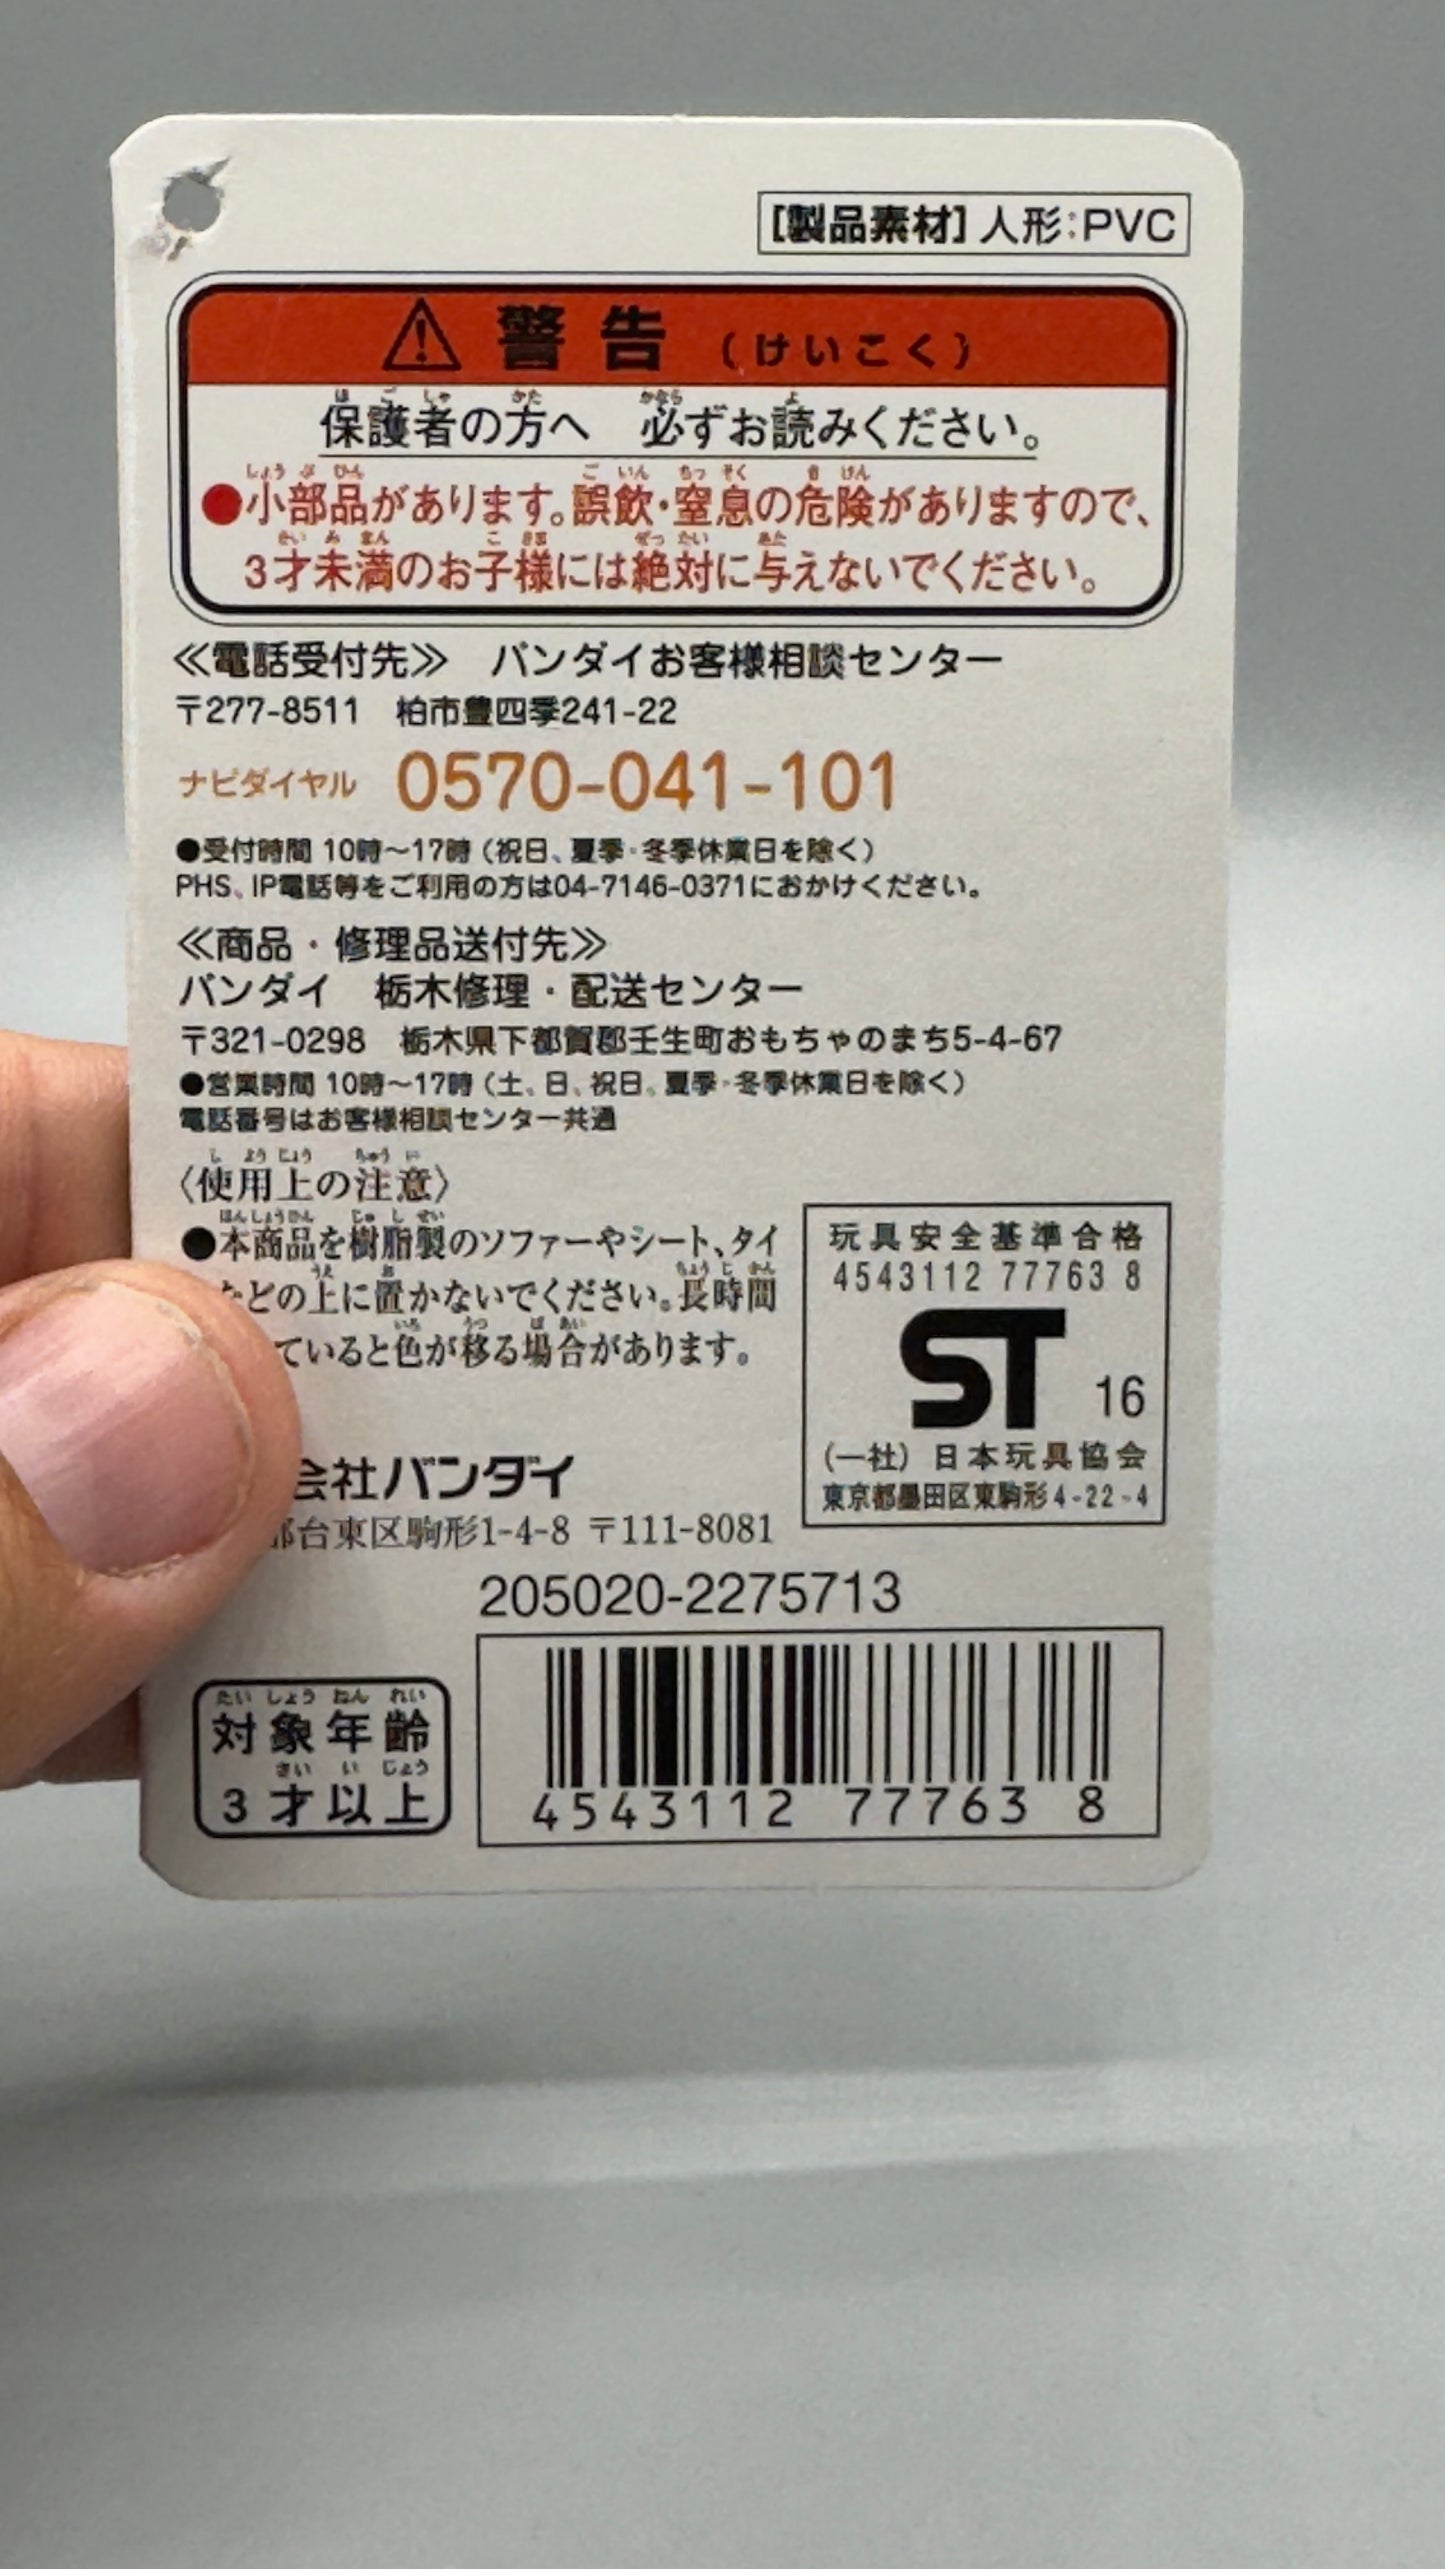 [製品素材] 人形:PVC
⚠ 警告 (けいこく)
保護者の方へ 必ずお読みください。
●小部品があります。誤飲・窒息の危険がありますので、
3才未満のお子様には絶対に与えないでください。
≪電話受付先≫ バンダイお客様相談センター
〒277-8511 柏市豊四季241-22
ナビダイヤル 0570-041-101
●受付時間 10時〜17時(祝日、夏季・冬季休業日を除く)
PHS、IP電話等をご利用の方は04-7146-0371におかけください。
≪商品・修理品送付先≫
バンダイ 栃木修理・配送センター
〒321-0298 栃木県下都賀郡壬生町おもちゃのまち5-4-67
●営業時間 10時〜17時(土、日、祝日、夏季・冬季休業日を除く)
電話番号はお客様相談センター共通
〈使用上の注意〉
●本商品を樹脂製のソファーやシート、タイ
などの上に置かないでください。長時間
ていると色が移る場合があります。
玩具安全基準合格
4543112 77763 8
ST 16
(一社)日本玩具協会
東京都墨田区東駒形4-22-4
会社バンダイ
都台東区駒形1-4-8 〒111-8081
205020-2275713
対象年齢
3才以上
4543112 77763 8